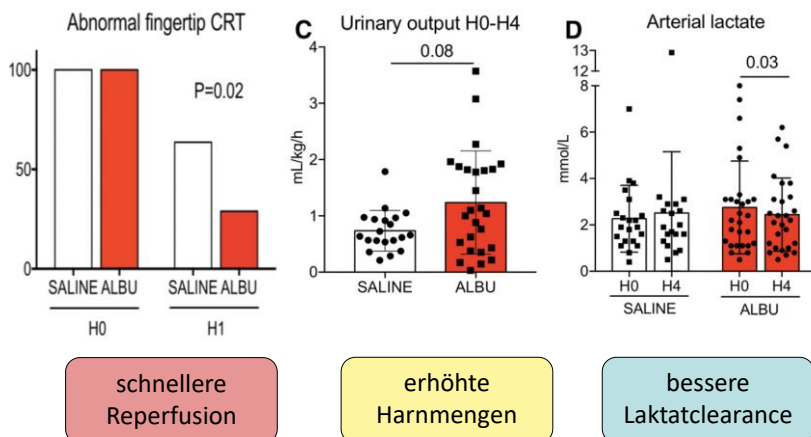 Abnormal fingertip CRT
100
50
0
P=0.02
SALINE ALBU
SALINE ALBU
H0
H1
C
Urinary output H0-H4
0.08
mL/kg/h
4
3
2
1
0
SALINE
ALBU
D
Arterial lactate
0.03
mmol/L
13
12
8
6
4
2
0
H0 H4 H0 H4
SALINE ALBU
schnellere
Reperfusion
erhöhte
Harnmengen
bessere
Laktatclearance